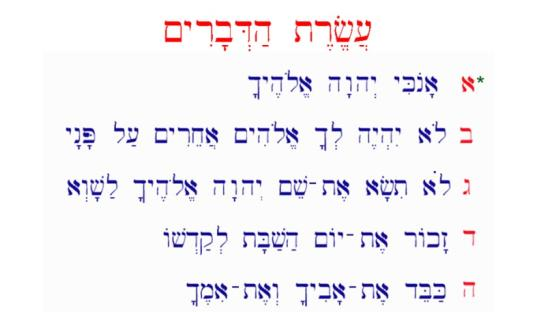 עֲשֶׂרֶת הַדְּבָרִים
*א אָנֹכִי יְהוָה אֱלֹהֶיךָ
ב לֹא יִהְיֶה לְךָ אֱלֹהִים אֲחֵרִים עַל פָּנָי
ג לֹא תִשָּׂא אֶת-שֵׁם יְהוָה אֱלֹהֶיךָ לַשָּׁוְא
ד זָכוֹר אֶת-יוֹם הַשַּׁבָּת לְקַדְּשׁוֹ
ה כַּבֵּד אֶת-אָבִיךָ וְאֶת-אִמֶּךָ